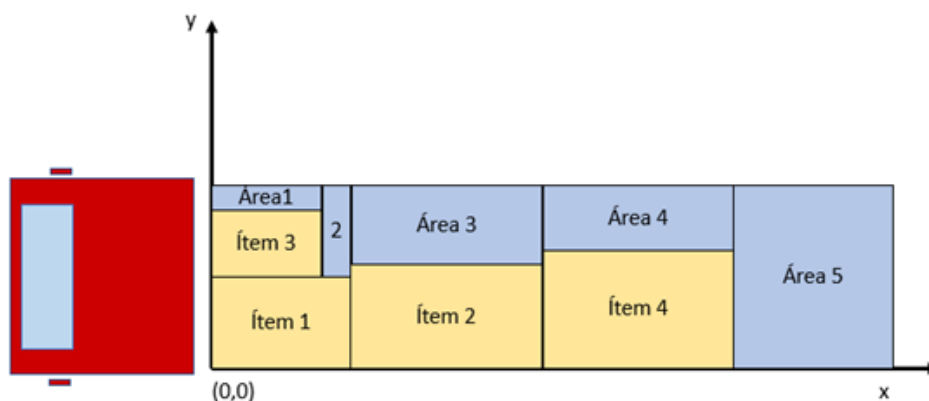 y
Área1
Ítem 3
2
Área 3
Área 4
Área 5
Ítem 1
Ítem 2
Ítem 4
(0,0)
x